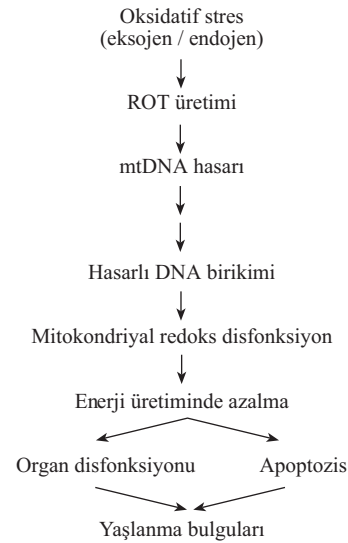 Oksidatif stres
(eksojen / endojen)
ROT üretimi
mtDNA hasarı
Hasarlı DNA birikimi
Mitokondriyal redoks disfonksiyon
Enerji üretiminde azalma
Organ disfonksiyonu Apoptozis
Yaşlanma bulguları